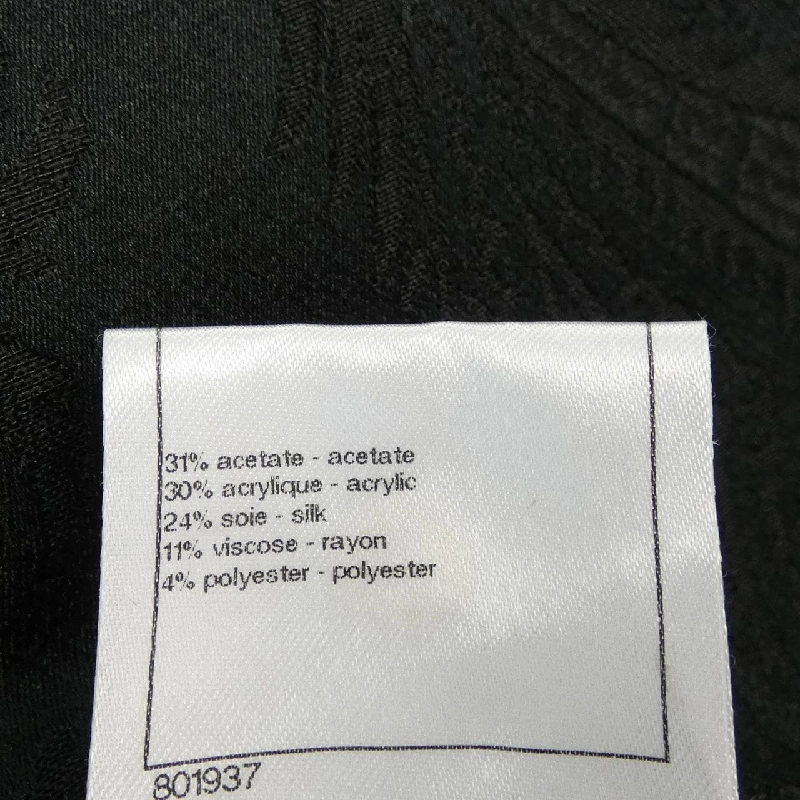 31% acetate - acetate
30% acrylique - acrylic
24% soie - silk
11% viscose - rayon
4% polyester - polyester
801937